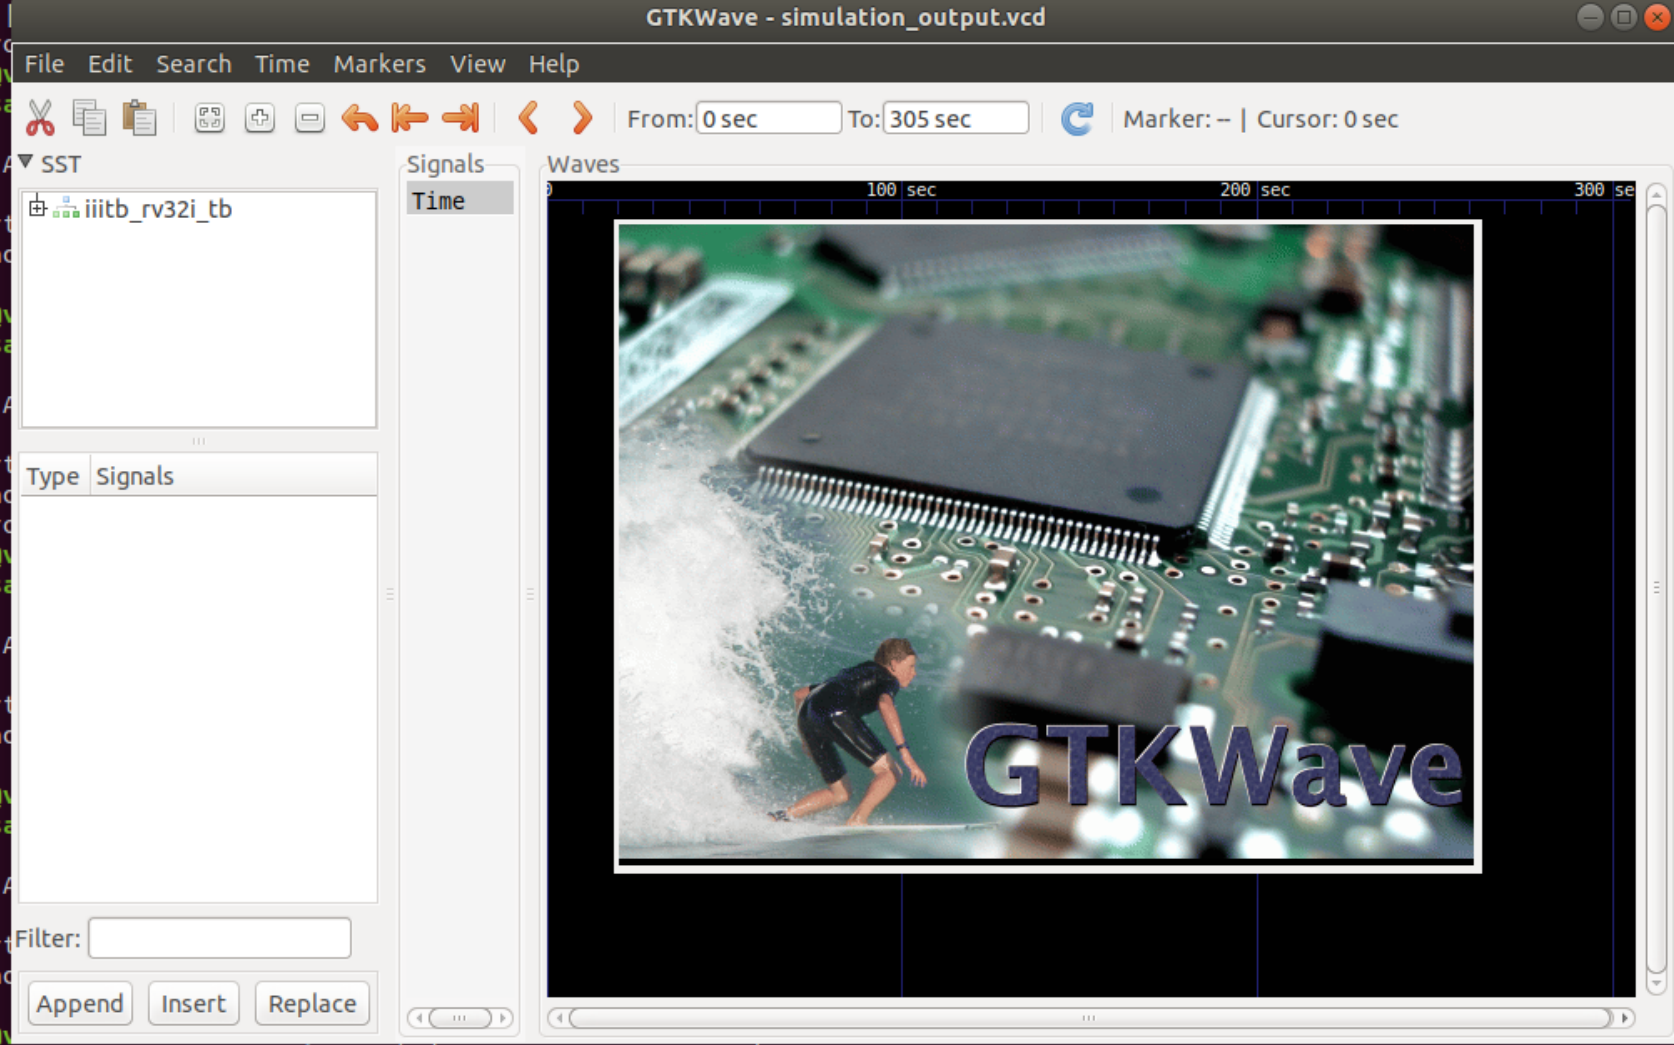 GTKWave - simulation_output.vcd
File Edit Search Time Markers View Help
From: 0 sec To: 305 sec Marker: -- | Cursor: 0 sec
SST
iiitb_rv32i_tb
Type Signals
Filter:
Append Insert Replace
Signals
Time
Waves
0 100 sec 200 sec 300 se
GTKWave